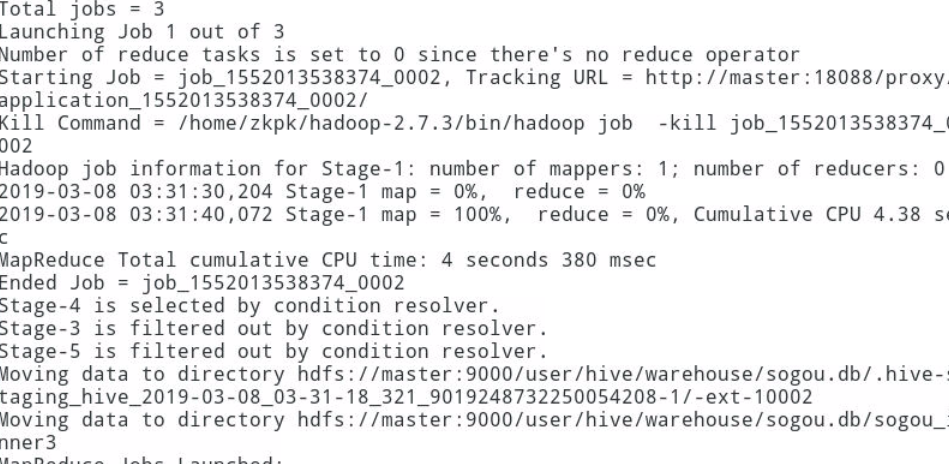 Total jobs = 3
Launching Job 1 out of 3
Number of reduce tasks is set to 0 since there's no reduce operator
Starting Job = job_1552013538374_0002, Tracking URL = http://master:18088/proxy/
application_1552013538374_0002/
Kill Command = /home/zkpk/hadoop-2.7.3/bin/hadoop job  -kill job_1552013538374_0
002
Hadoop job information for Stage-1: number of mappers: 1; number of reducers: 0
2019-03-08 03:31:30,204 Stage-1 map = 0%,  reduce = 0%
2019-03-08 03:31:40,072 Stage-1 map = 100%,  reduce = 0%, Cumulative CPU 4.38 se
c
MapReduce Total cumulative CPU time: 4 seconds 380 msec
Ended Job = job_1552013538374_0002
Stage-4 is selected by condition resolver.
Stage-3 is filtered out by condition resolver.
Stage-5 is filtered out by condition resolver.
Moving data to directory hdfs://master:9000/user/hive/warehouse/sogou.db/.hive-s
taging_hive_2019-03-08_03-31-18_321_9019248732250054208-1/-ext-10002
Moving data to directory hdfs://master:9000/user/hive/warehouse/sogou.db/sogou_i
nner3
MapReduce Jobs Launched: